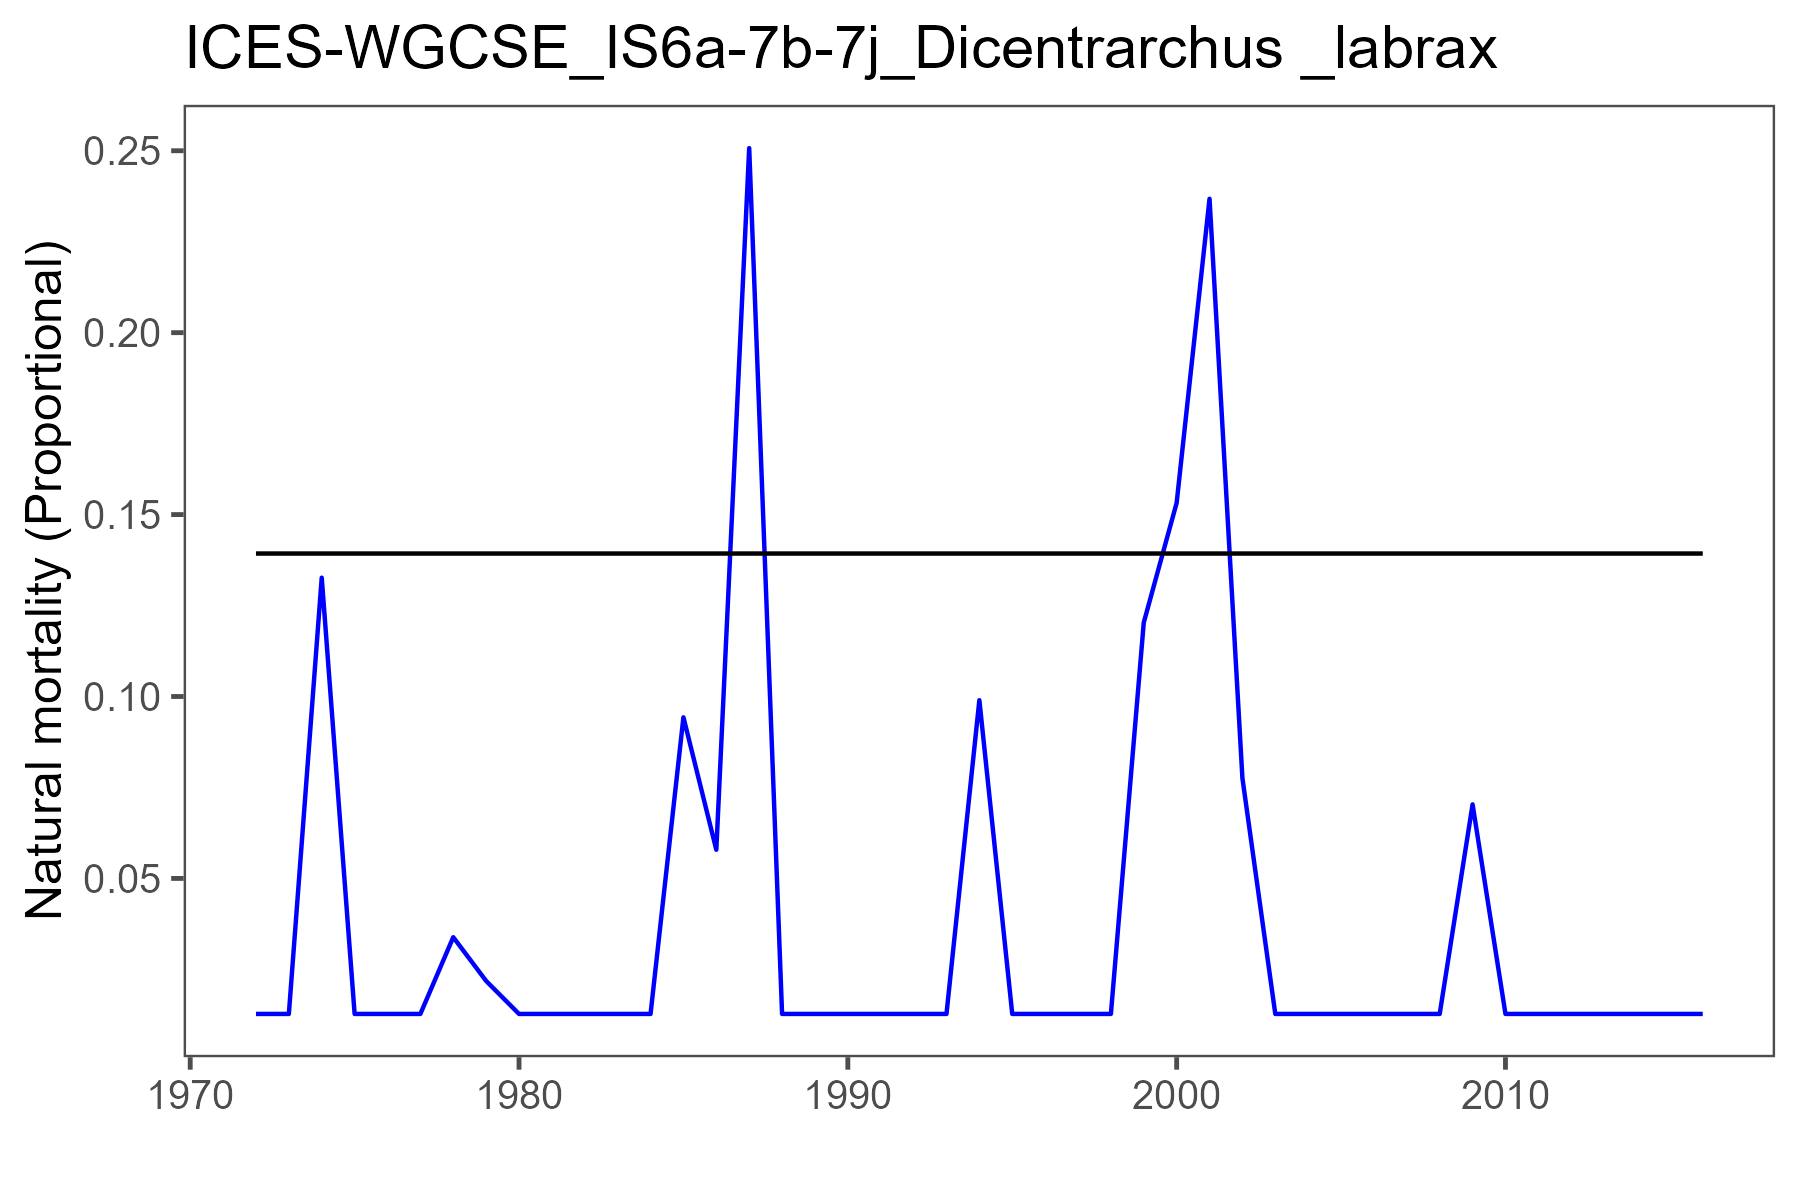 ICES-WGCSE_IS6a-7b-7j_Dicentrarchus _labrax
Natural mortality (Proportional)
0.25
0.20
0.15
0.10
0.05
1970 1980 1990 2000 2010